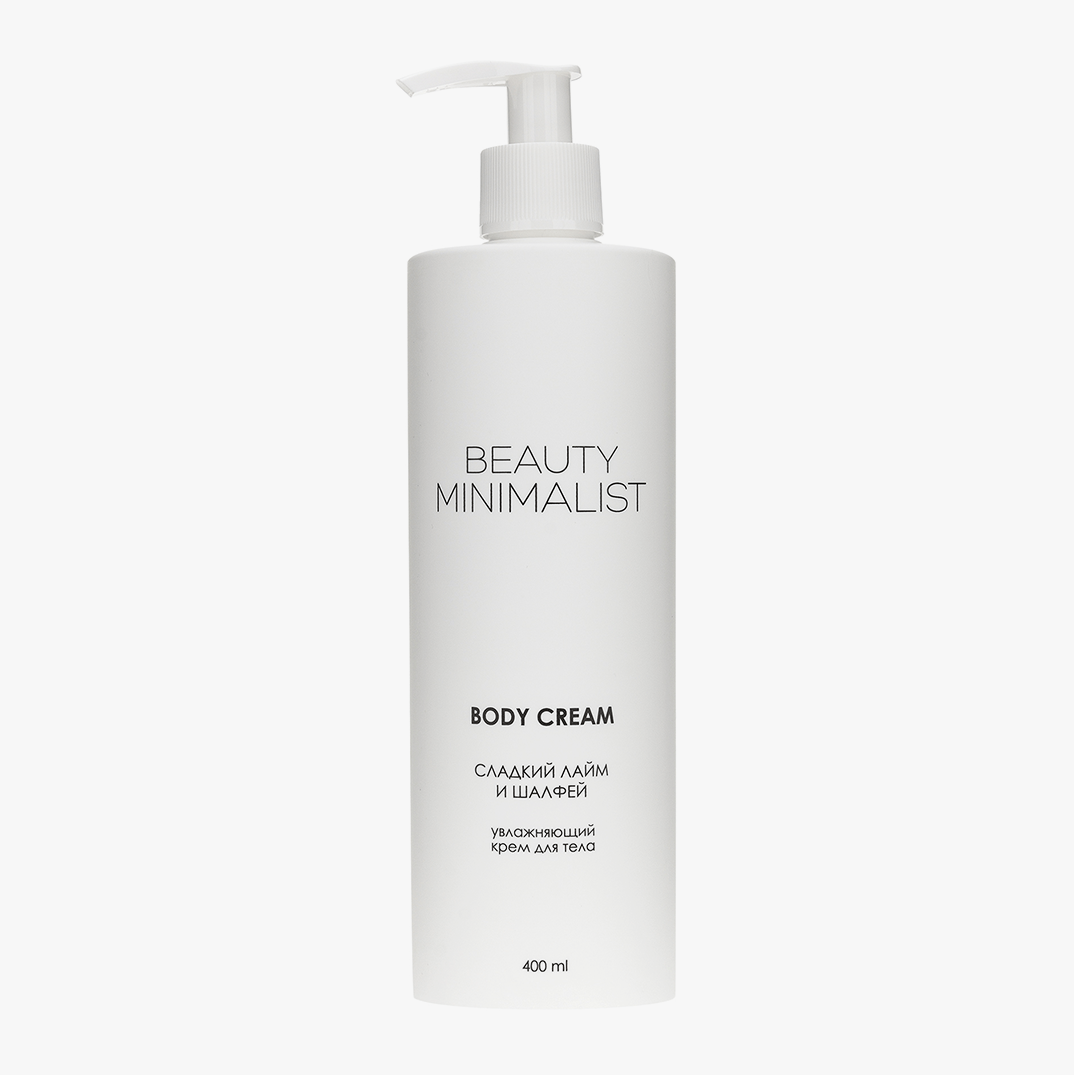 BEAUTY
MINIMALIST
BODY CREAM
СЛАДКИЙ ЛАЙМ
И ШАЛФЕЙ
увлажняющий
крем для тела
400 ml